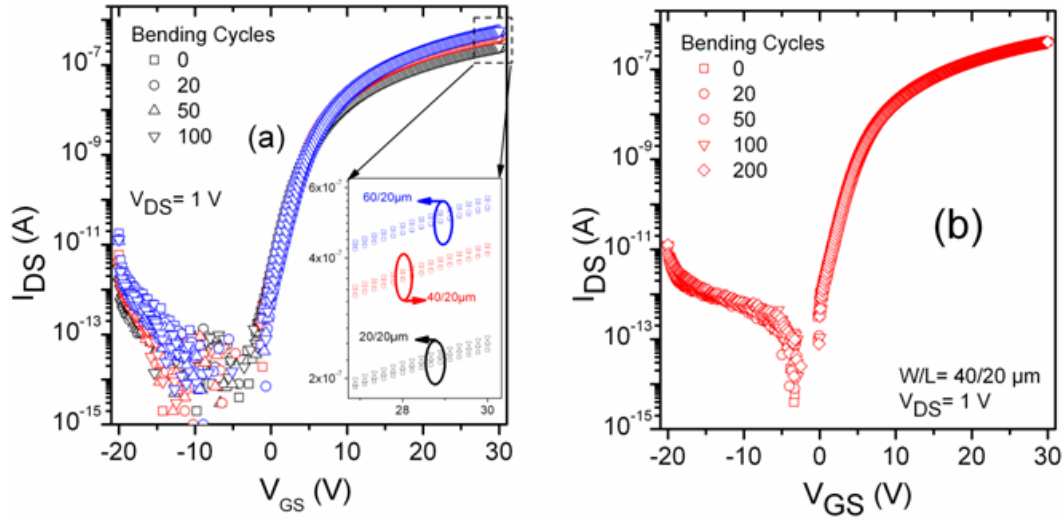 Bending Cycles
0
20
50
100
(a)
V_DS= 1 V
10^-7
10^-9
10^-11
10^-13
10^-15
I_DS (A)
-20
-10
0
10
20
30
V_GS (V)
6x10^-7
4x10^-7
2x10^-7
28
30
60/20µm
40/20µm
20/20µm
Bending Cycles
0
20
50
100
200
(b)
W/L= 40/20 µm
V_DS= 1 V
10^-7
10^-9
10^-11
10^-13
10^-15
I_DS (A)
-20
-10
0
10
20
30
V_GS (V)